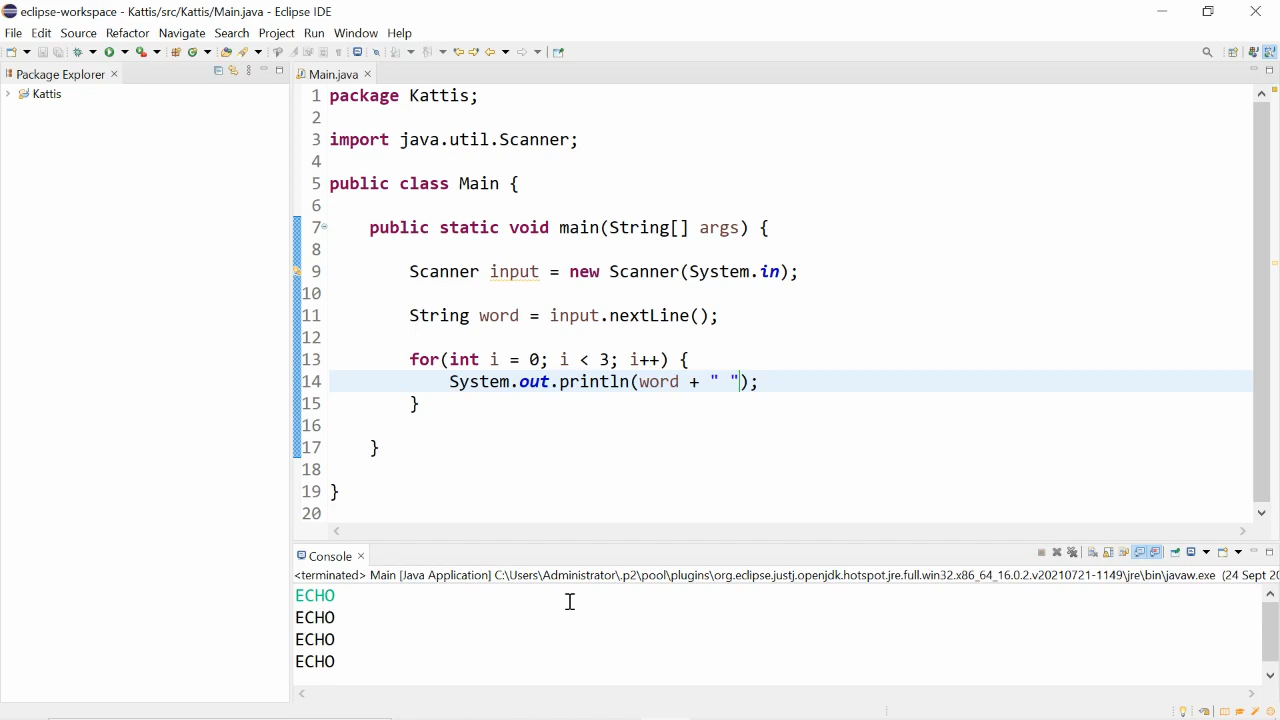 eclipse-workspace - Kattis/src/Kattis/Main.java - Eclipse IDE
File Edit Source Refactor Navigate Search Project Run Window Help
Package Explorer
Main.java
Kattis
1 package Kattis;
2
3 import java.util.Scanner;
4
5 public class Main {
6
7 public static void main(String[] args) {
8
9 Scanner input = new Scanner(System.in);
10
11 String word = input.nextLine();
12
13 for(int i = 0; i < 3; i++) {
14 System.out.println(word + " ");
15 }
16
17 }
18
19 }
20
Console
<terminated> Main [Java Application] C:\Users\Administrator\.p2\pool\plugins\org.eclipse.justj.openjdk.hotspot.jre.full.win32.x86_64_16.0.2.v20210721-1149\jre\bin\javaw.exe (24 Sept 20
ECHO
ECHO
ECHO
ECHO